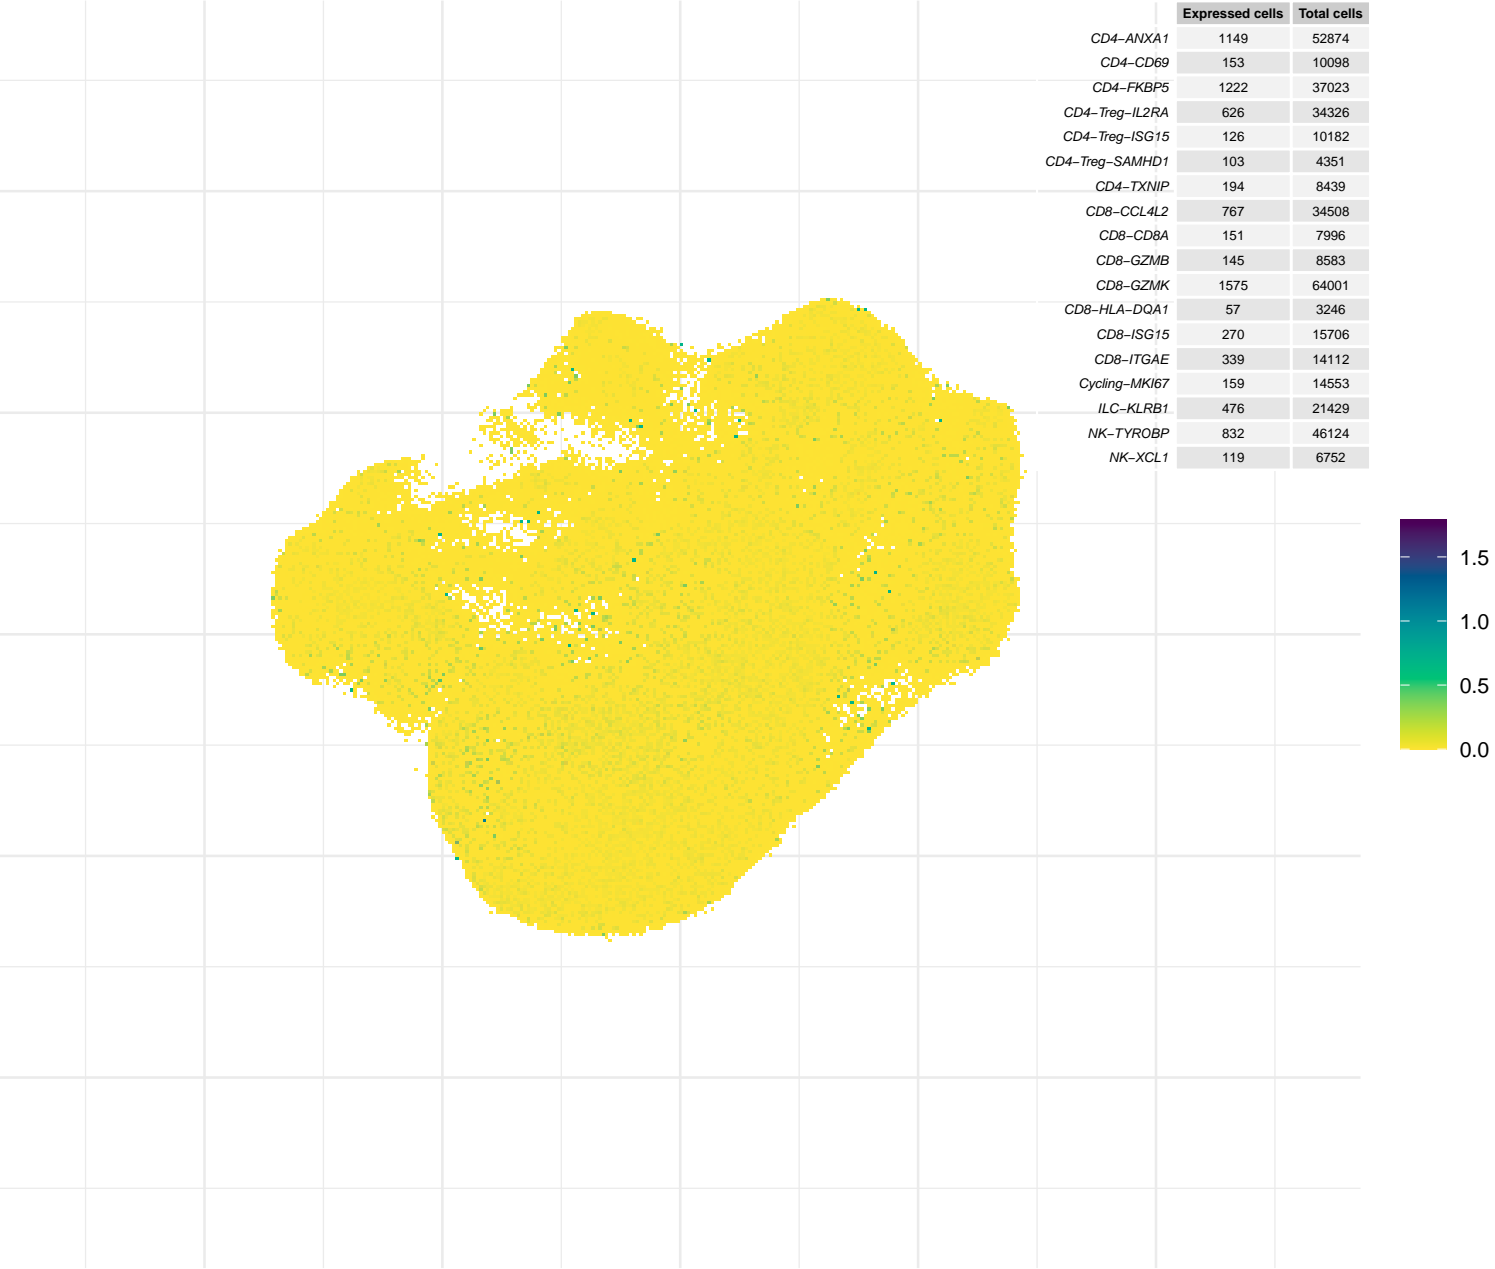 Expressed cells Total cells
CD4−ANXA1 1149 52874
CD4−CD69 153 10098
CD4−FKBP5 1222 37023
CD4−Treg−IL2RA 626 34326
CD4−Treg−ISG15 126 10182
CD4−Treg−SAMHD1 103 4351
CD4−TXNIP 194 8439
CD8−CCL4L2 767 34508
CD8−CD8A 151 7996
CD8−GZMB 145 8583
CD8−GZMK 1575 64001
CD8−HLA−DQA1 57 3246
CD8−ISG15 270 15706
CD8−ITGAE 339 14112
Cycling−MKI67 159 14553
ILC−KLRB1 476 21429
NK−TYROBP 832 46124
NK−XCL1 119 6752
1.5
1.0
0.5
0.0